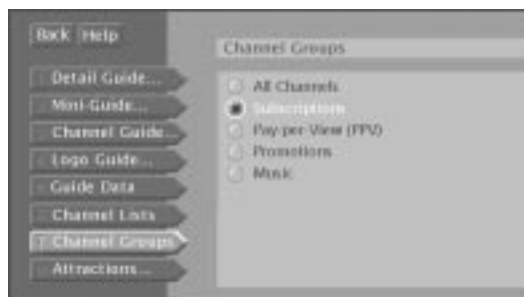 Back Help
Channel Groups
Detail Guide...
Mini-Guide...
Channel Guide...
Logo Guide...
Guide Data
Channel Lists
Channel Groups
Attractions...
All Channels
Subscriptions
Pay-per-View (PPV)
Promotions
Music